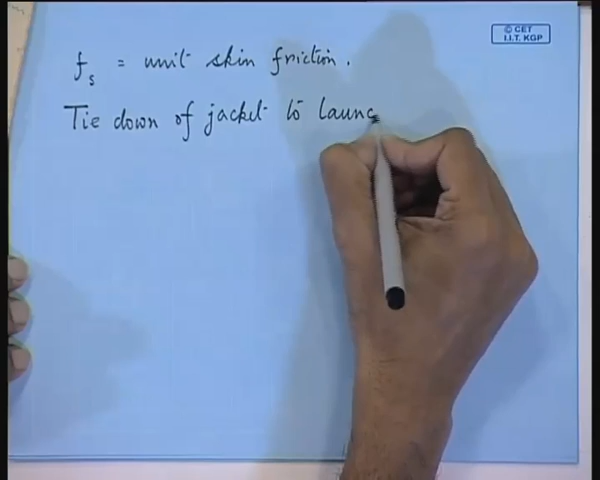 © CET
I.I.T. KGP
fs = unit skin friction.
Tie down of jacket to launc